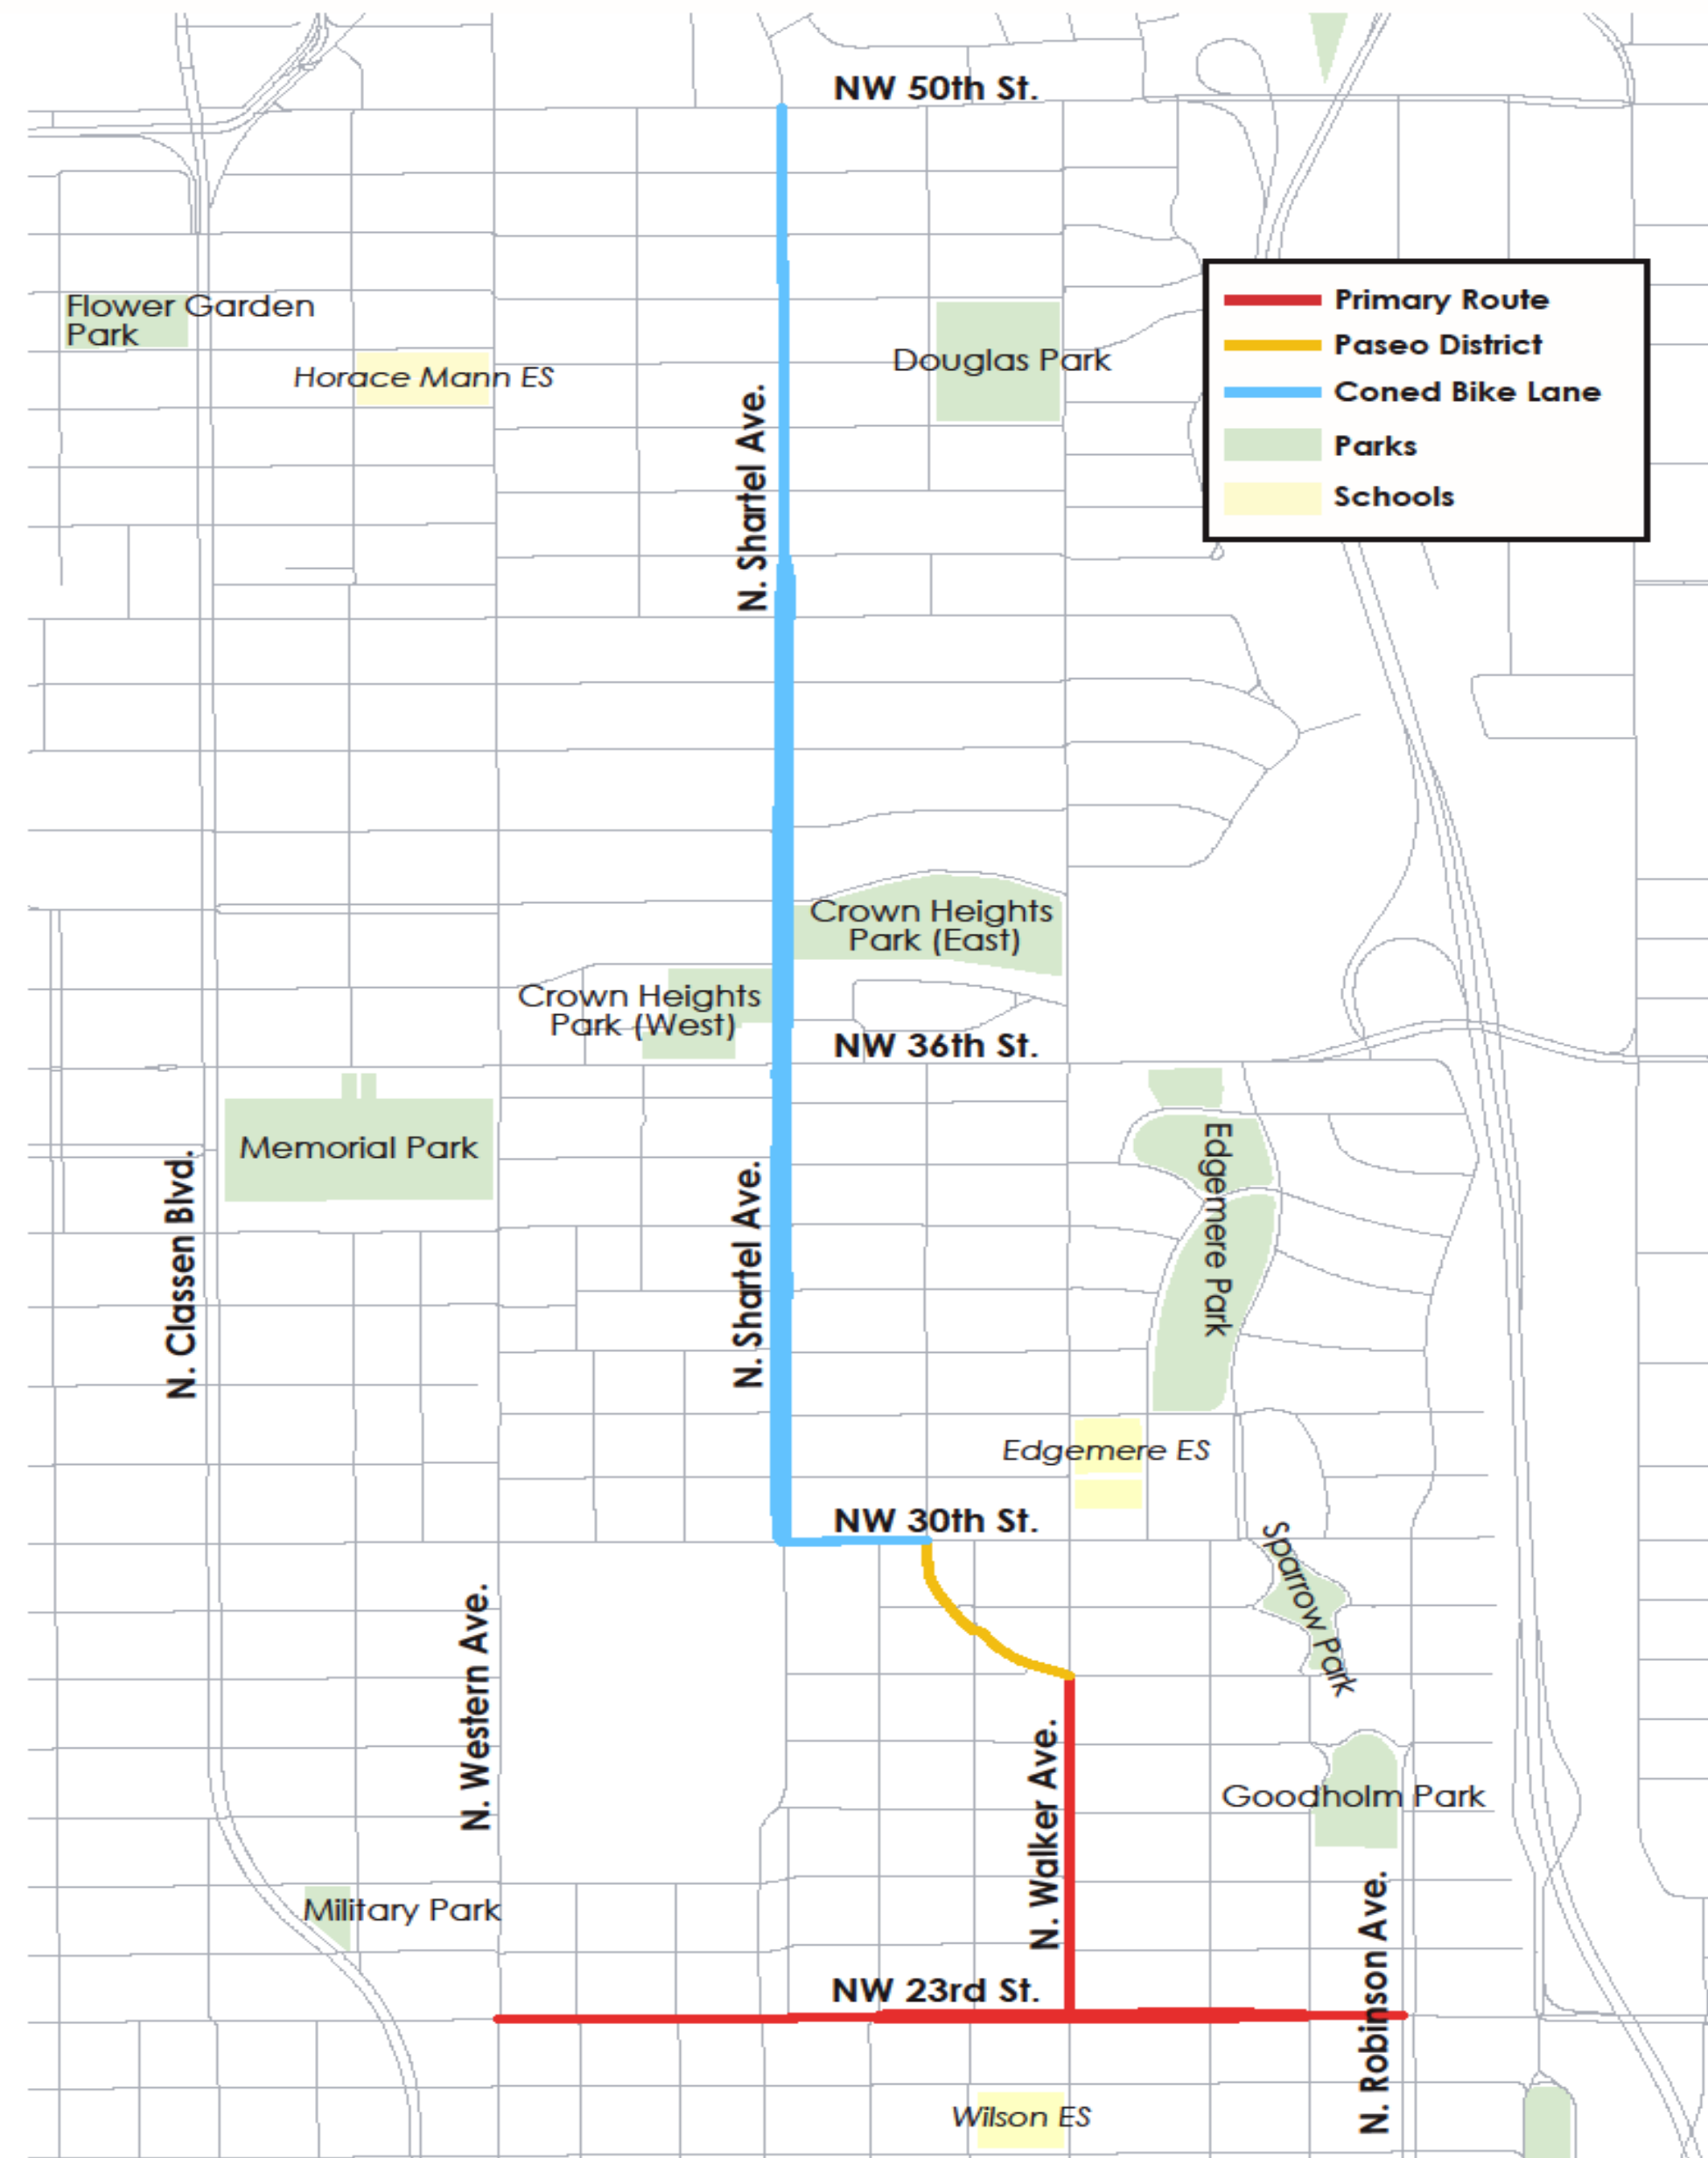 NW 50th St.
Primary Route
Paseo District
Coned Bike Lane
Parks
Schools
Flower Garden
Park
Horace Mann ES
Douglas Park
N. Shartel Ave.
Crown Heights
Park (East)
Crown Heights
Park (West)
NW 36th St.
Memorial Park
Edgemere Park
N. Classen Blvd.
N. Shartel Ave.
Edgemere ES
NW 30th St.
Sparrow Park
N. Western Ave.
N. Walker Ave.
Goodholm Park
Military Park
N. Robinson Ave.
NW 23rd St.
Wilson ES